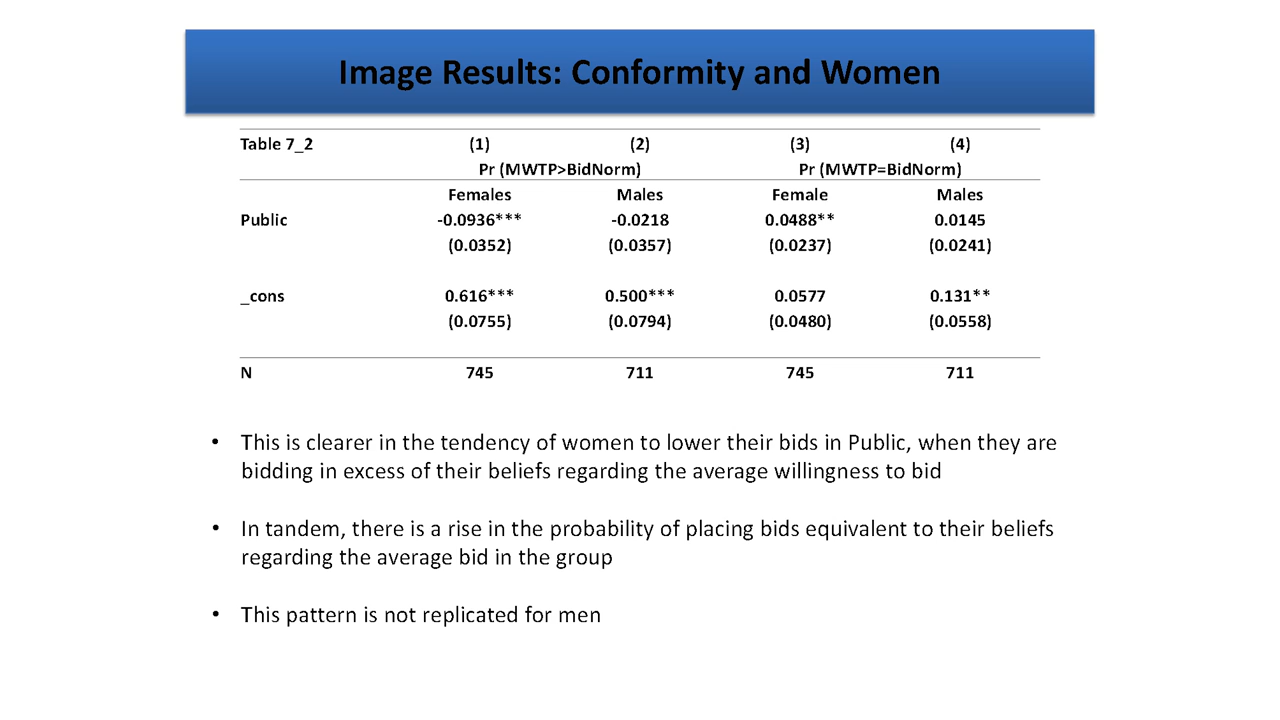 Image Results: Conformity and Women
Table 7_2 (1) (2) (3) (4)
Pr (MWTP>BidNorm) Pr (MWTP=BidNorm)
Females Males Female Males
Public -0.0936*** -0.0218 0.0488** 0.0145
(0.0352) (0.0357) (0.0237) (0.0241)
_cons 0.616*** 0.500*** 0.0577 0.131**
(0.0755) (0.0794) (0.0480) (0.0558)
N 745 711 745 711
• This is clearer in the tendency of women to lower their bids in Public, when they are
bidding in excess of their beliefs regarding the average willingness to bid
• In tandem, there is a rise in the probability of placing bids equivalent to their beliefs
regarding the average bid in the group
• This pattern is not replicated for men